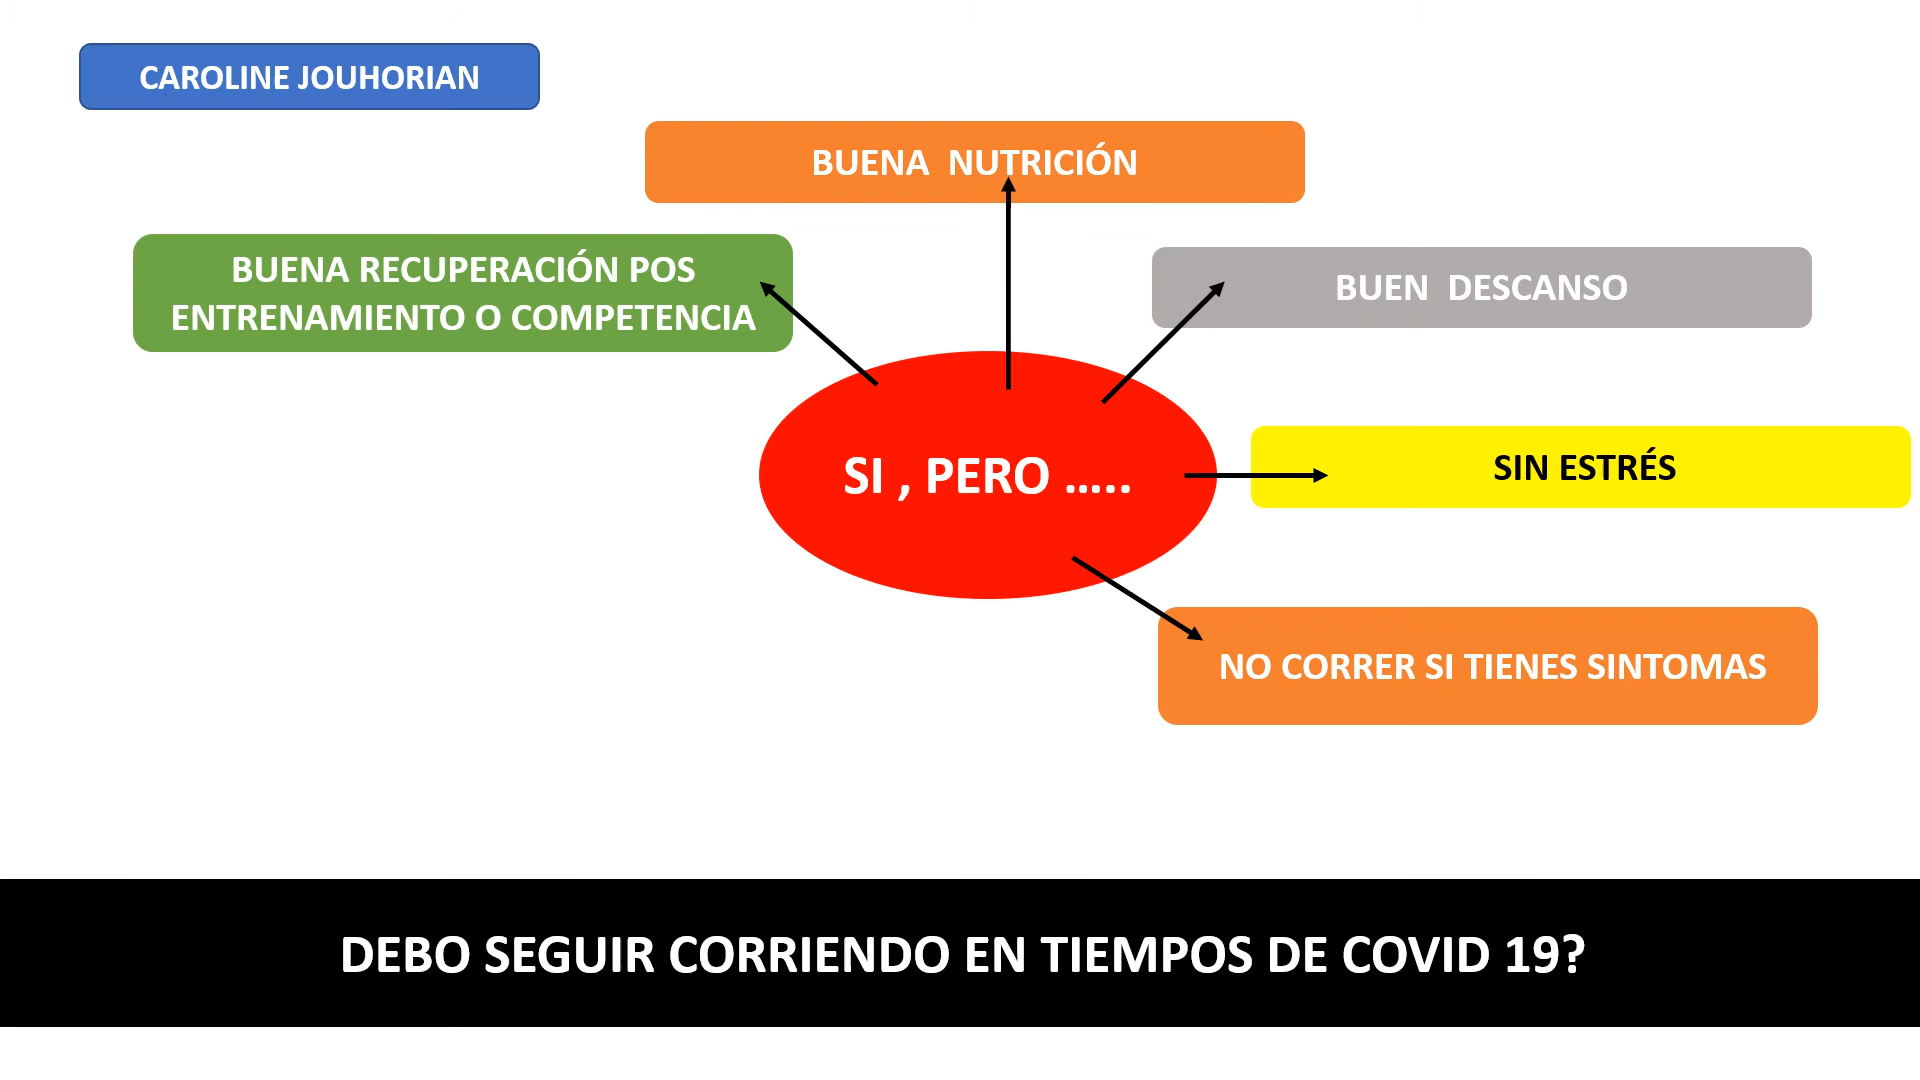 CAROLINE JOUHORIAN
BUENA  NUTRICIÓN
BUENA RECUPERACIÓN POS
ENTRENAMIENTO O COMPETENCIA
BUEN  DESCANSO
SI , PERO .....
SIN ESTRÉS
NO CORRER SI TIENES SINTOMAS
DEBO SEGUIR CORRIENDO EN TIEMPOS DE COVID 19?